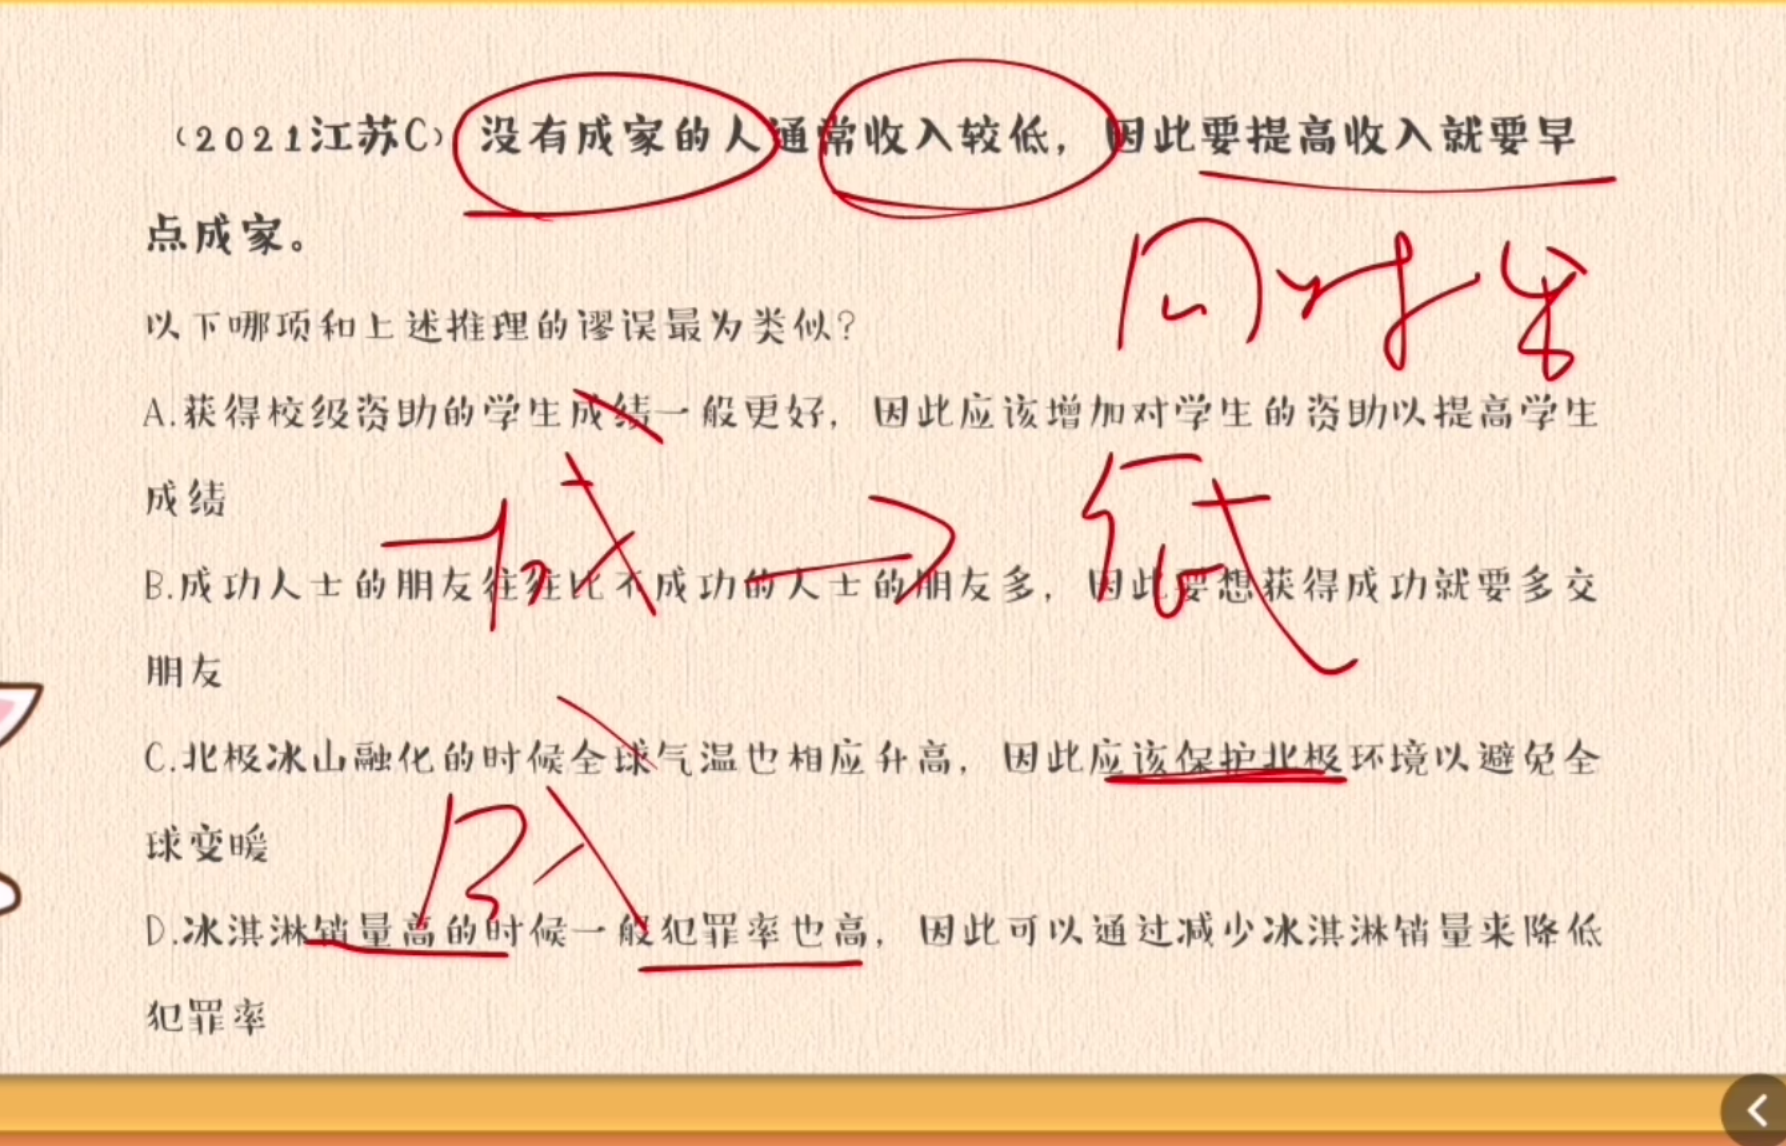 （2021江苏C）没有成家的人通常收入较低，因此要提高收入就要早
点成家。
同时发生
以下哪项和上述推理的谬误最为类似？
A.获得校级资助的学生成绩一般更好，因此应该增加对学生的资助以提高学生
成绩
低
B.成功人士的朋友往往比不成功的人士的朋友多，因此要想获得成功就要多交
朋友
C.北极冰山融化的时候全球气温也相应升高，因此应该保护北极环境以避免全
球变暖
D.冰淇淋销量高的时候一般犯罪率也高，因此可以通过减少冰淇淋销量来降低
犯罪率